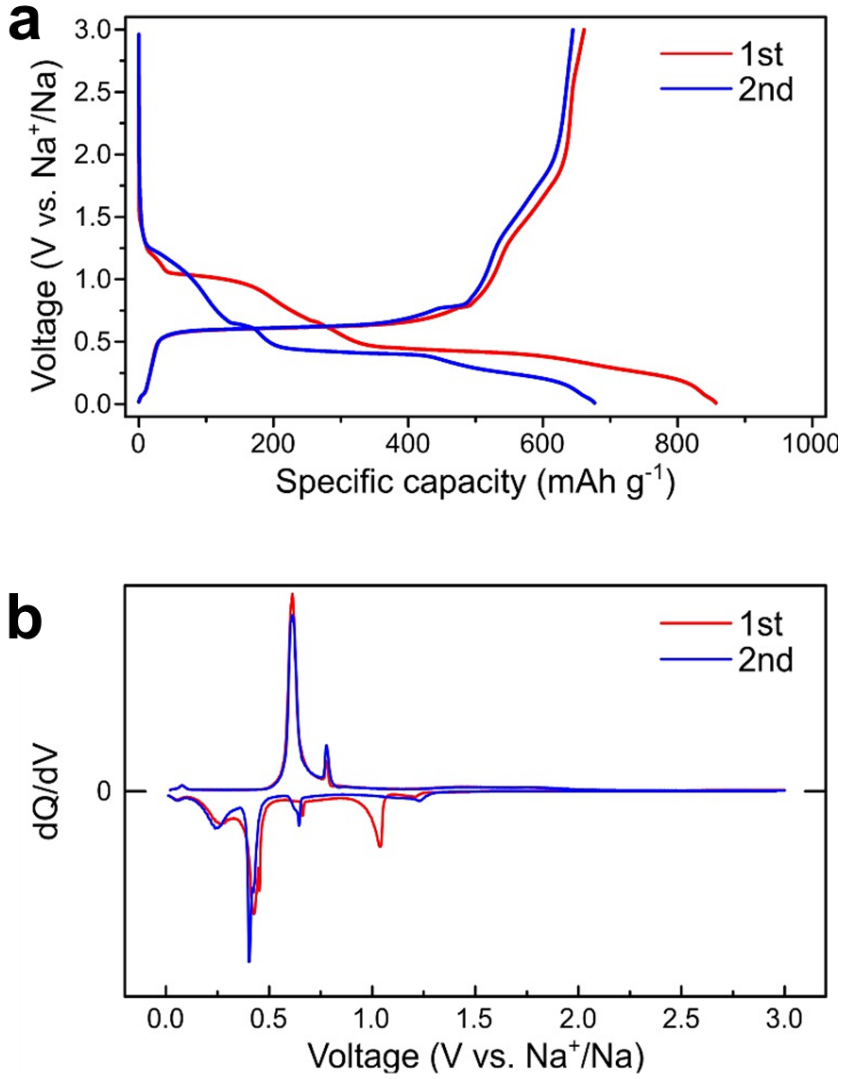 a
3.0
2.5
2.0
1.5
1.0
0.5
0.0
Voltage (V vs. Na⁺/Na)
1st
2nd
0 200 400 600 800 1000
Specific capacity (mAh g⁻¹)
b
1st
2nd
dQ/dV
0
0.0 0.5 1.0 1.5 2.0 2.5 3.0
Voltage (V vs. Na⁺/Na)